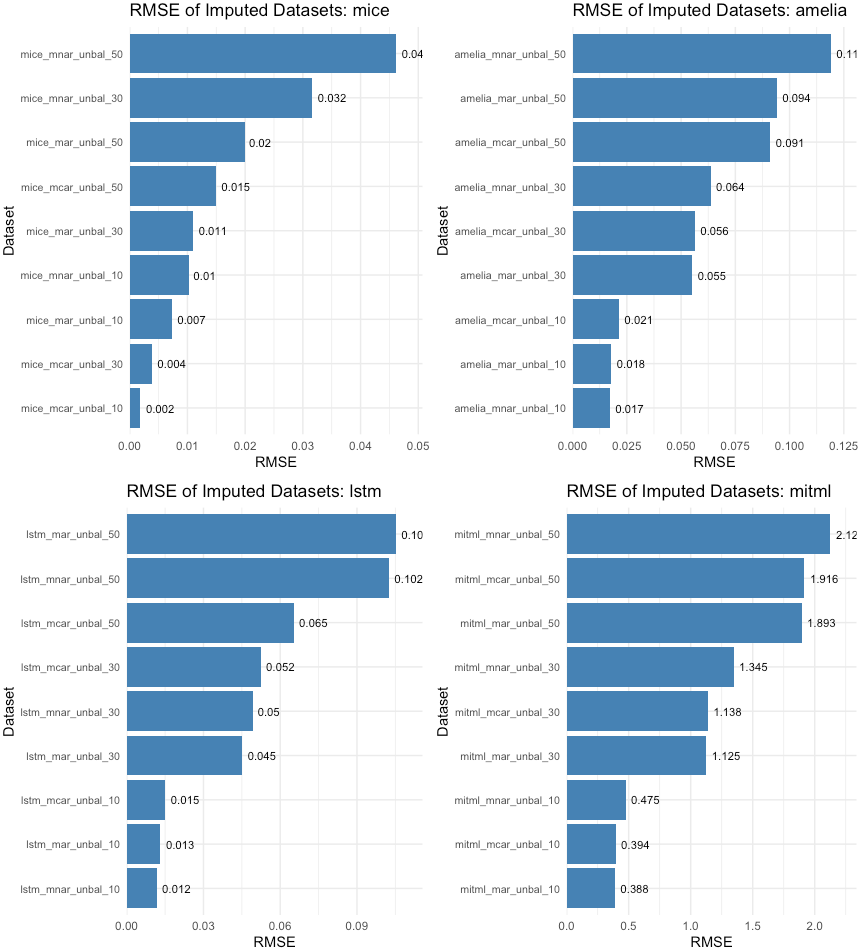 RMSE of Imputed Datasets: mice
Dataset
mice_mnar_unbal_50 0.04
mice_mnar_unbal_30 0.032
mice_mar_unbal_50 0.02
mice_mcar_unbal_50 0.015
mice_mar_unbal_30 0.011
mice_mnar_unbal_10 0.01
mice_mar_unbal_10 0.007
mice_mcar_unbal_30 0.004
mice_mcar_unbal_10 0.002
0.00 0.01 0.02 0.03 0.04 0.05
RMSE
RMSE of Imputed Datasets: amelia
Dataset
amelia_mnar_unbal_50 0.11
amelia_mar_unbal_50 0.094
amelia_mcar_unbal_50 0.091
amelia_mnar_unbal_30 0.064
amelia_mcar_unbal_30 0.056
amelia_mar_unbal_30 0.055
amelia_mcar_unbal_10 0.021
amelia_mar_unbal_10 0.018
amelia_mnar_unbal_10 0.017
0.000 0.025 0.050 0.075 0.100 0.125
RMSE
RMSE of Imputed Datasets: lstm
Dataset
lstm_mar_unbal_50 0.10
lstm_mnar_unbal_50 0.102
lstm_mcar_unbal_50 0.065
lstm_mcar_unbal_30 0.052
lstm_mnar_unbal_30 0.05
lstm_mar_unbal_30 0.045
lstm_mcar_unbal_10 0.015
lstm_mar_unbal_10 0.013
lstm_mnar_unbal_10 0.012
0.00 0.03 0.06 0.09
RMSE
RMSE of Imputed Datasets: mitml
Dataset
mitml_mnar_unbal_50 2.12
mitml_mcar_unbal_50 1.916
mitml_mar_unbal_50 1.893
mitml_mnar_unbal_30 1.345
mitml_mcar_unbal_30 1.138
mitml_mar_unbal_30 1.125
mitml_mnar_unbal_10 0.475
mitml_mcar_unbal_10 0.394
mitml_mar_unbal_10 0.388
0.0 0.5 1.0 1.5 2.0
RMSE